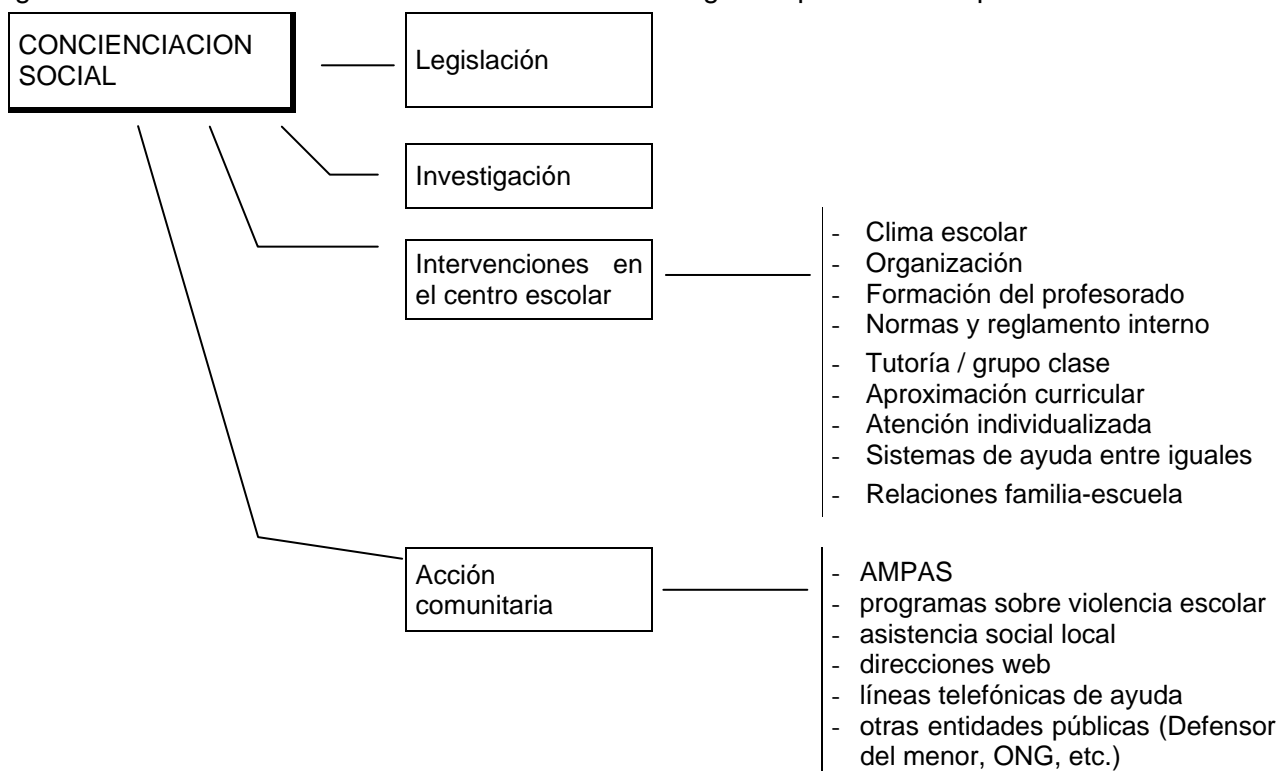 CONCIENCIACION
SOCIAL
Legislación
Investigación
Intervenciones en
el centro escolar
- Clima escolar
- Organización
- Formación del profesorado
- Normas y reglamento interno
- Tutoría / grupo clase
- Aproximación curricular
- Atención individualizada
- Sistemas de ayuda entre iguales
- Relaciones familia-escuela
Acción
comunitaria
- AMPAS
- programas sobre violencia escolar
- asistencia social local
- direcciones web
- líneas telefónicas de ayuda
- otras entidades públicas (Defensor
del menor, ONG, etc.)